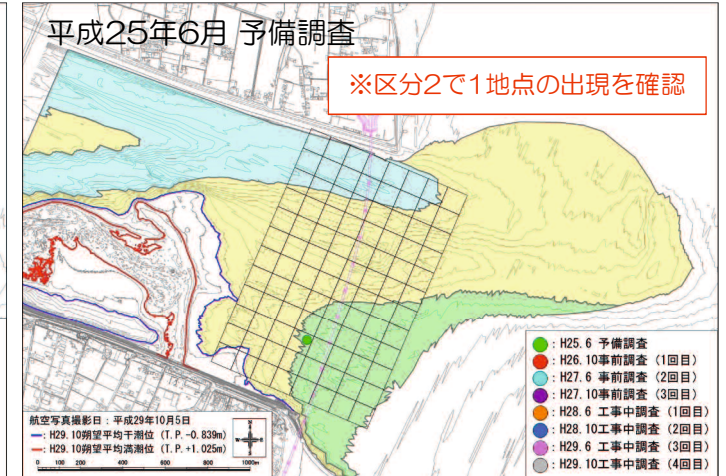 平成25年6月 予備調査
※区分2で1地点の出現を確認
：H25.6 予備調査
：H26.10事前調査（1回目）
：H27.6 事前調査（2回目）
：H27.10事前調査（3回目）
：H28.6 工事中調査（1回目）
：H28.10工事中調査（2回目）
：H29.6 工事中調査（3回目）
：H29.10工事中調査（4回目）
航空写真撮影日：平成29年10月5日
：H29.10朔望平均干潮位（T.P.-0.839m）
：H29.10朔望平均満潮位（T.P.+1.025m）
0 100 200 400 600 800 1000m